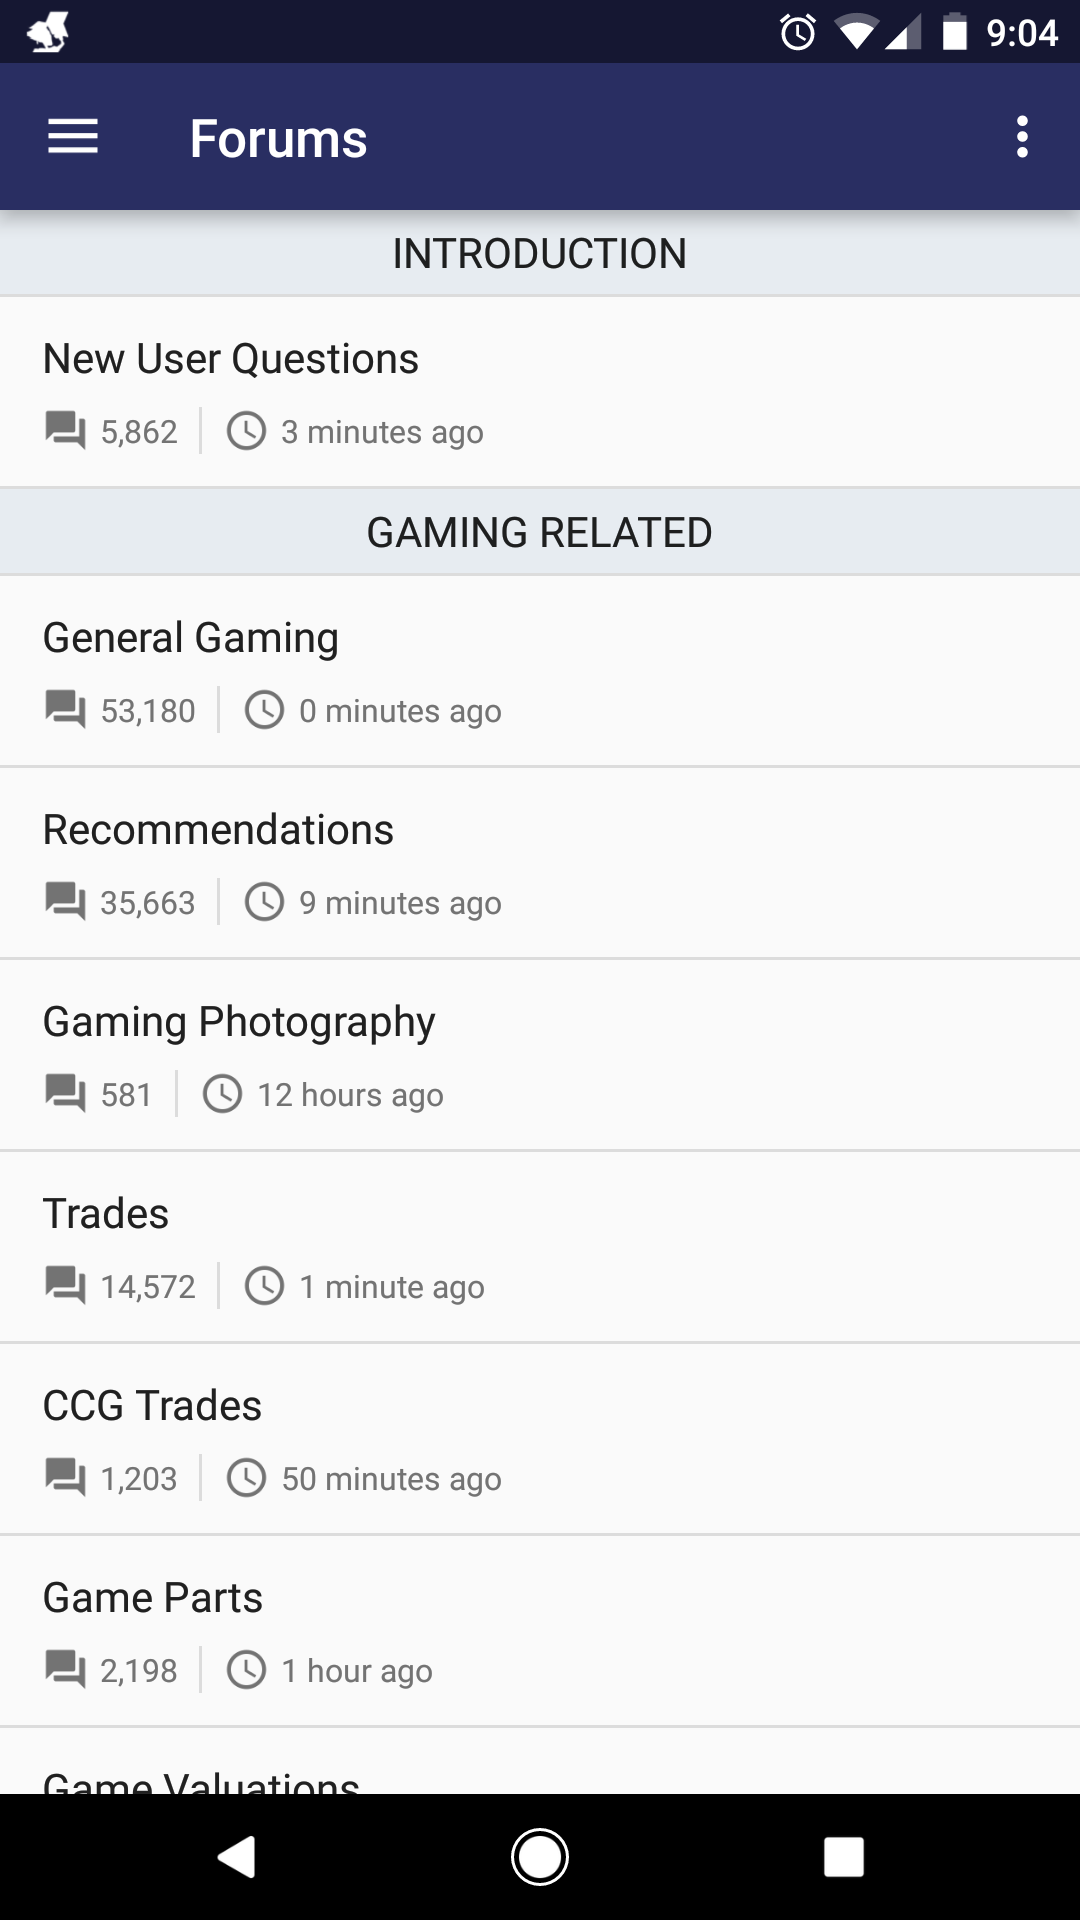 9:04
Forums
INTRODUCTION
New User Questions
5,862 3 minutes ago
GAMING RELATED
General Gaming
53,180 0 minutes ago
Recommendations
35,663 9 minutes ago
Gaming Photography
581 12 hours ago
Trades
14,572 1 minute ago
CCG Trades
1,203 50 minutes ago
Game Parts
2,198 1 hour ago
Game Valuations